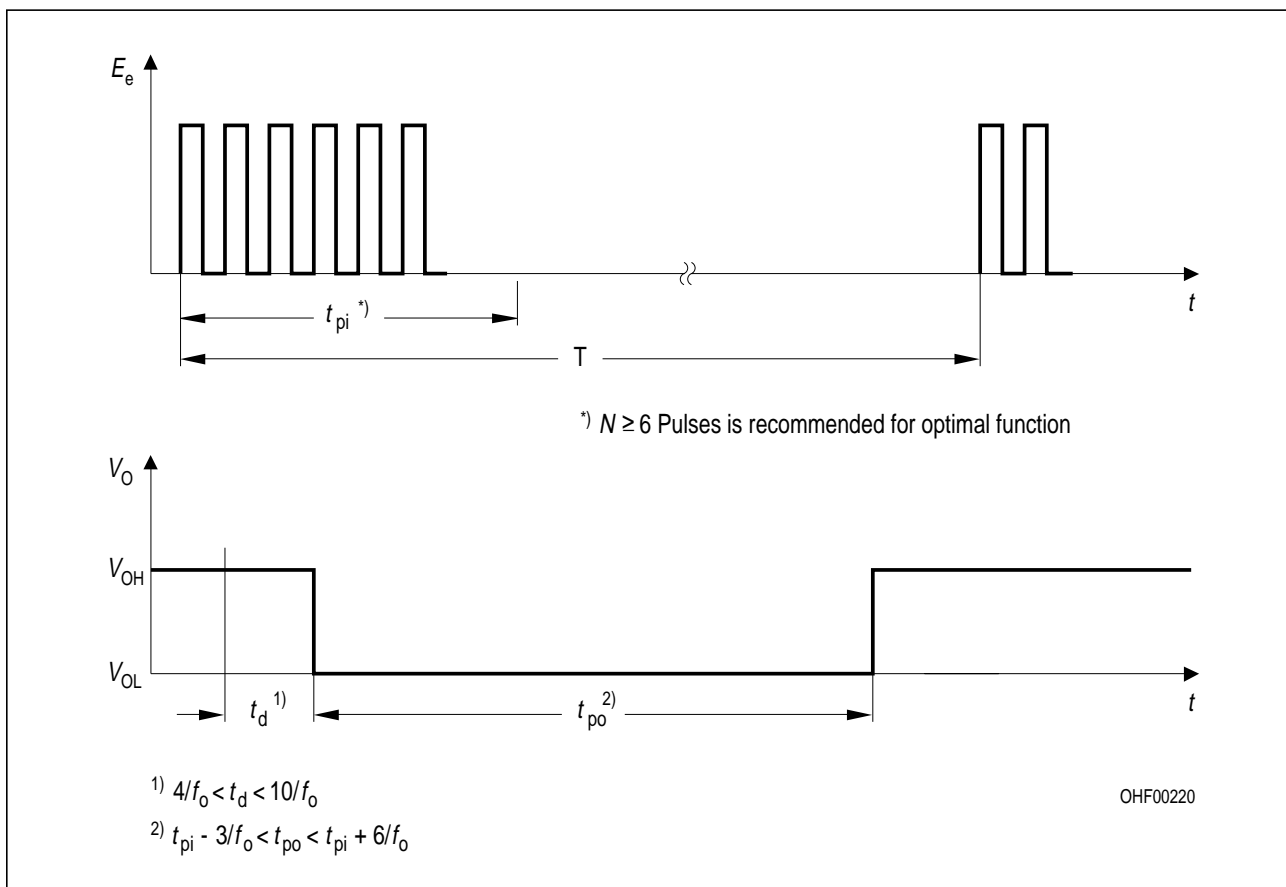 Ee
t
tpi *)
T
*) N ≥ 6 Pulses is recommended for optimal function
VO
VOH
VOL
t
td 1)
tpo 2)
1) 4/fo < td < 10/fo
OHF00220
2) tpi - 3/fo < tpo < tpi + 6/fo